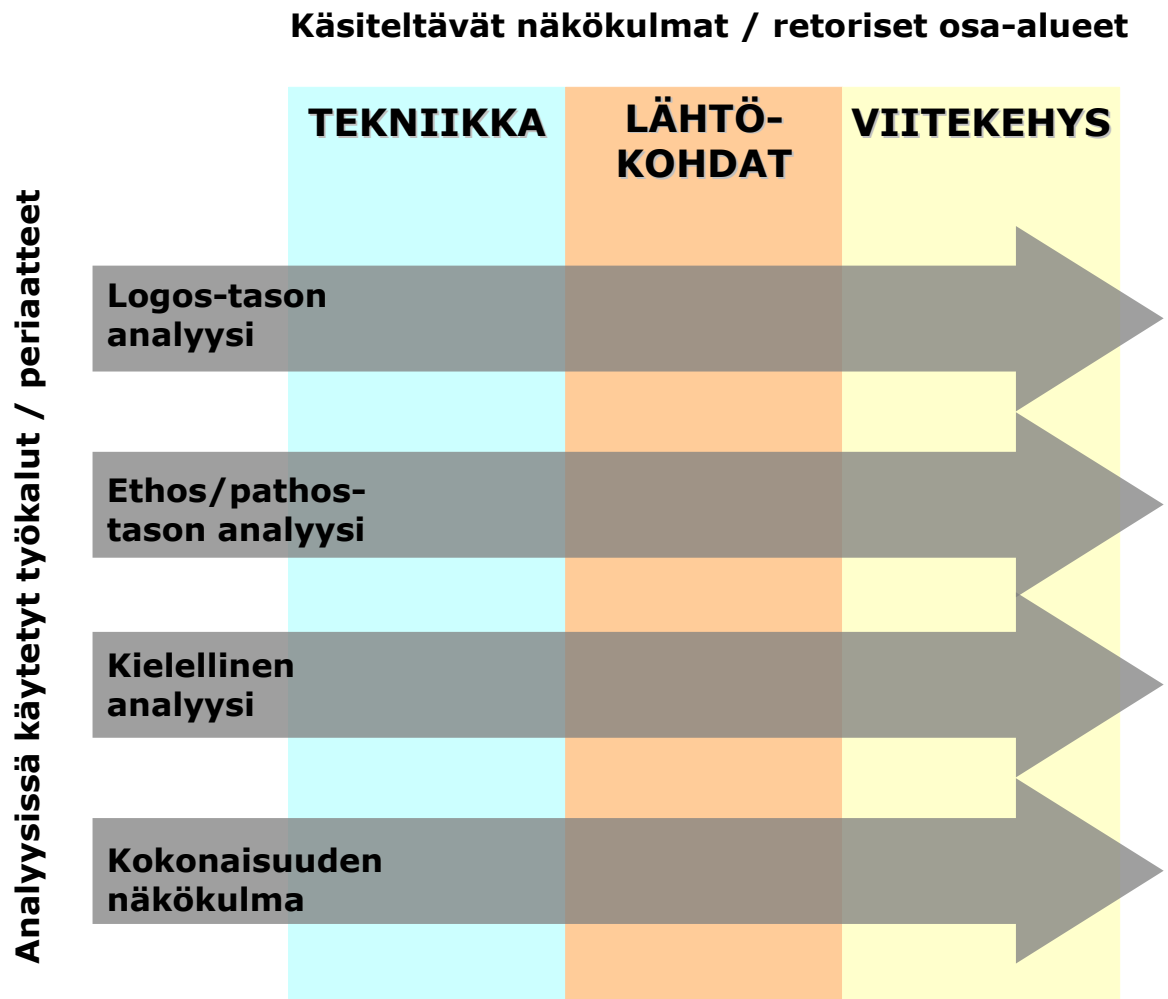 Käsiteltävät näkökulmat / retoriset osa-alueet
TEKNIIKKA
LÄHTÖ-
KOHDAT
VIITEKEHYS
Analyysissä käytetyt työkalut / periaatteet
Logos-tason
analyysi
Ethos/pathos-
tason analyysi
Kielellinen
analyysi
Kokonaisuuden
näkökulma